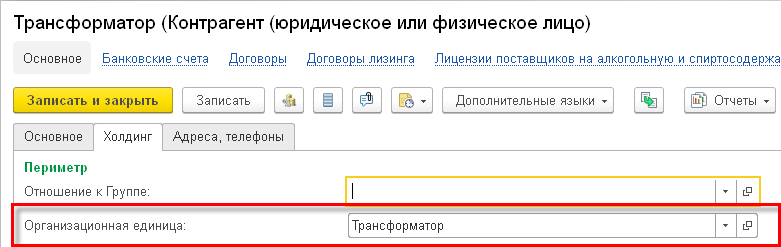 Трансформатор (Контрагент (юридическое или физическое лицо)
Основное Банковские счета Договоры Договоры лизинга Лицензии поставщиков на алкогольную и спиртосодержа
Записать и закрыть Записать Дополнительные языки Отчеты
Основное Холдинг Адреса, телефоны
Периметр
Отношение к Группе:
Организационная единица: Трансформатор